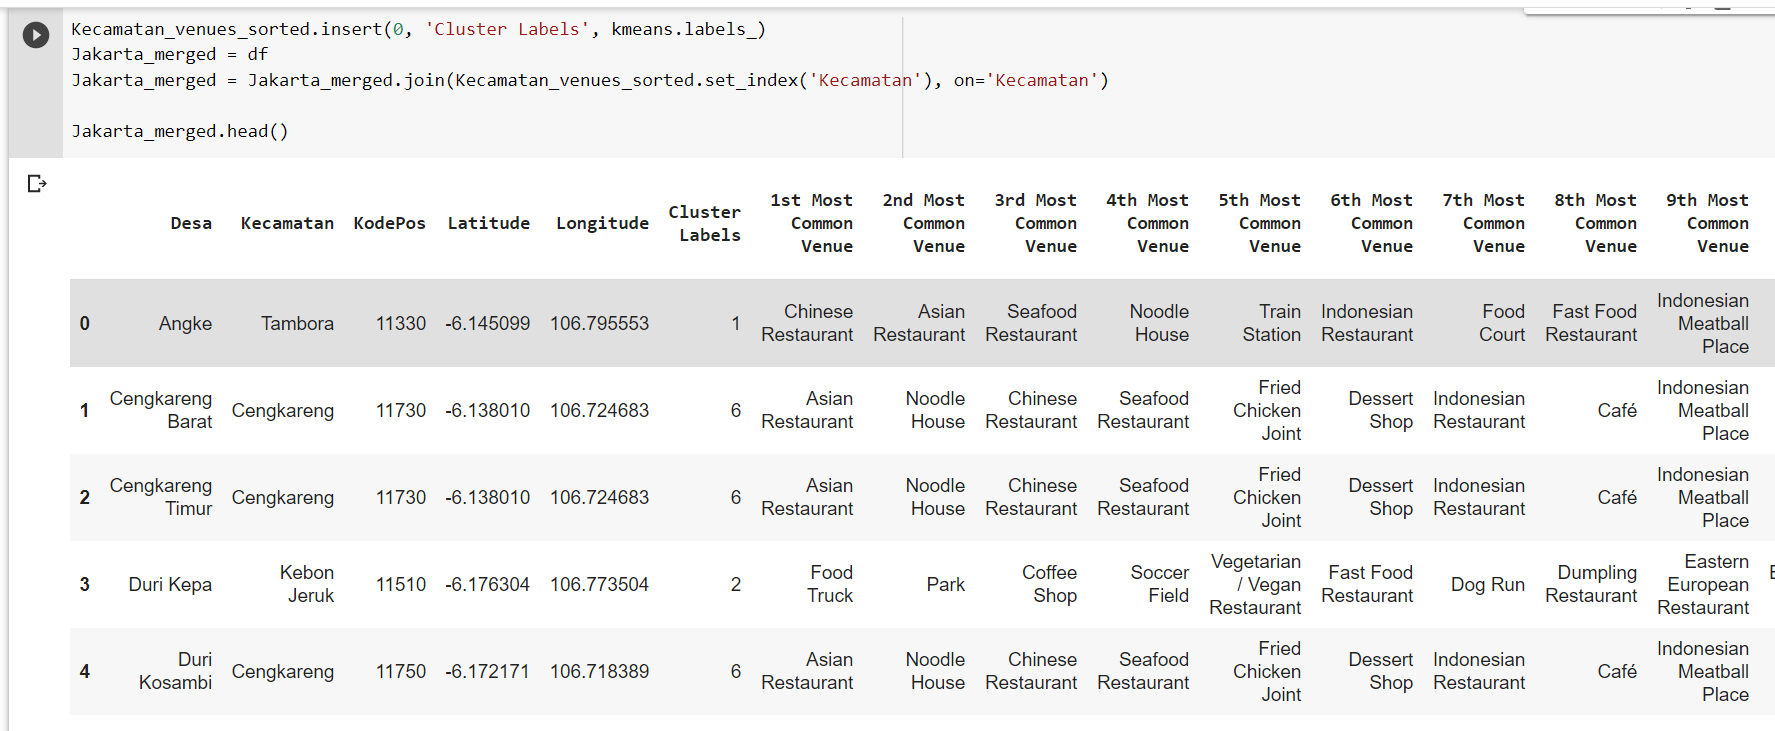 Kecamatan_venues_sorted.insert(0, 'Cluster Labels', kmeans.labels_)
Jakarta_merged = df
Jakarta_merged = Jakarta_merged.join(Kecamatan_venues_sorted.set_index('Kecamatan'), on='Kecamatan')
Jakarta_merged.head()
Desa Kecamatan KodePos Latitude Longitude Cluster Labels 1st Most Common Venue 2nd Most Common Venue 3rd Most Common Venue 4th Most Common Venue 5th Most Common Venue 6th Most Common Venue 7th Most Common Venue 8th Most Common Venue 9th Most Common Venue
0 Angke Tambora 11330 -6.145099 106.795553 1 Chinese Restaurant Asian Restaurant Seafood Restaurant Noodle House Train Station Indonesian Restaurant Food Court Fast Food Restaurant Indonesian Meatball Place
1 Cengkareng Barat Cengkareng 11730 -6.138010 106.724683 6 Asian Restaurant Noodle House Chinese Restaurant Seafood Restaurant Fried Chicken Joint Dessert Shop Indonesian Restaurant Café Indonesian Meatball Place
2 Cengkareng Timur Cengkareng 11730 -6.138010 106.724683 6 Asian Restaurant Noodle House Chinese Restaurant Seafood Restaurant Fried Chicken Joint Dessert Shop Indonesian Restaurant Café Indonesian Meatball Place
3 Duri Kepa Kebon Jeruk 11510 -6.176304 106.773504 2 Food Truck Park Coffee Shop Soccer Field Vegetarian / Vegan Restaurant Fast Food Restaurant Dog Run Dumpling Restaurant Eastern European Restaurant
4 Duri Kosambi Cengkareng 11750 -6.172171 106.718389 6 Asian Restaurant Noodle House Chinese Restaurant Seafood Restaurant Fried Chicken Joint Dessert Shop Indonesian Restaurant Café Indonesian Meatball Place